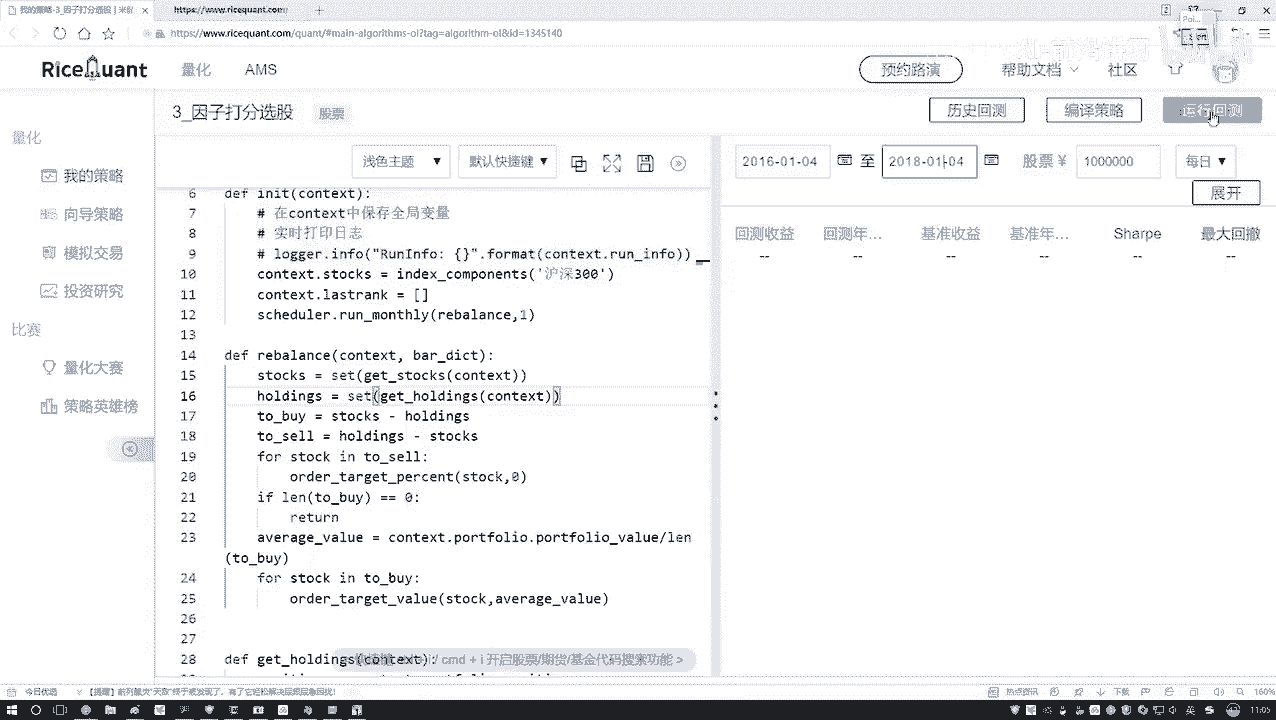 我的策略-3_因子打分选股 | 米
https://www.ricequant.com/
https://www.ricequant.com/quant/#main-algorithms-ol?tag=algorithm-ol&id=1345140
RiceQuant
量化
AMS
预约路演
帮助文档
社区
3_因子打分选股
股票
历史回测
编译策略
运行回测
量化
我的策略
向导策略
模拟交易
投资研究
比赛
量化大赛
策略英雄榜
浅色主题
默认快捷键
2016-01-04
至
2018-01-04
股票 ¥
1000000
每日
展开
回测收益
回测年...
基准收益
基准年...
Sharpe
最大回撤
--
--
--
--
--
--
6 def init(context):
7 # 在context中保存全局变量
8 # 实时打印日志
9 # logger.info("RunInfo: {}".format(context.run_info))
10 context.stocks = index_components('沪深300')
11 context.lastrank = []
12 scheduler.run_monthly(rebalance,1)
13
14 def rebalance(context, bar_dict):
15 stocks = set(get_stocks(context))
16 holdings = set(get_holdings(context))
17 to_buy = stocks - holdings
18 to_sell = holdings - stocks
19 for stock in to_sell:
20 order_target_percent(stock,0)
21 if len(to_buy) == 0:
22 return
23 average_value = context.portfolio.portfolio_value/len
(to_buy)
24 for stock in to_buy:
25 order_target_value(stock,average_value)
26
27
28 def get_holdings(context):
/ cmd + i 开启股票/期货/基金代码搜索功能 >
今日优选
热点资讯
下载
160%
英
11:05